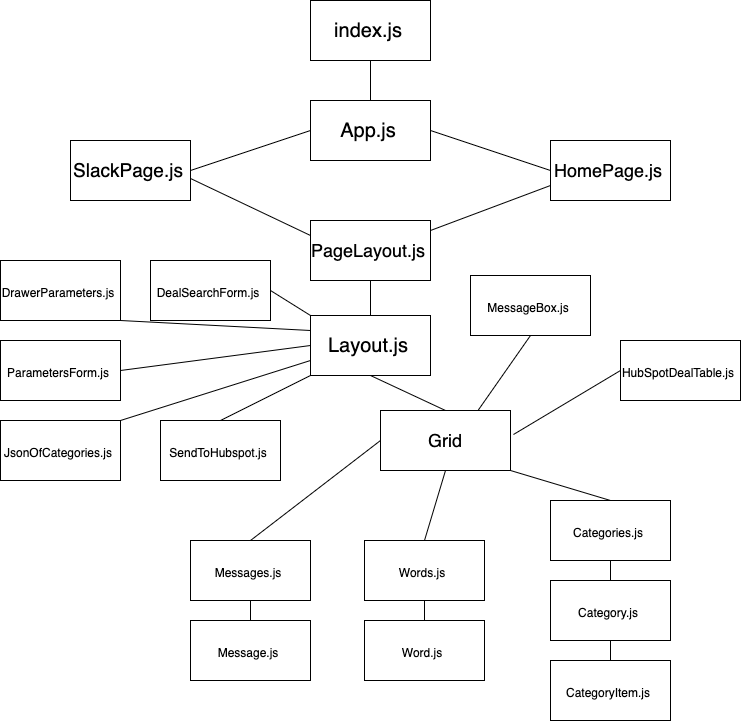 index.js
App.js
SlackPage.js
HomePage.js
PageLayout.js
DrawerParameters.js
DealSearchForm.js
MessageBox.js
Layout.js
ParametersForm.js
HubSpotDealTable.js
JsonOfCategories.js
SendToHubspot.js
Grid
Categories.js
Messages.js
Words.js
Category.js
Message.js
Word.js
CategoryItem.js